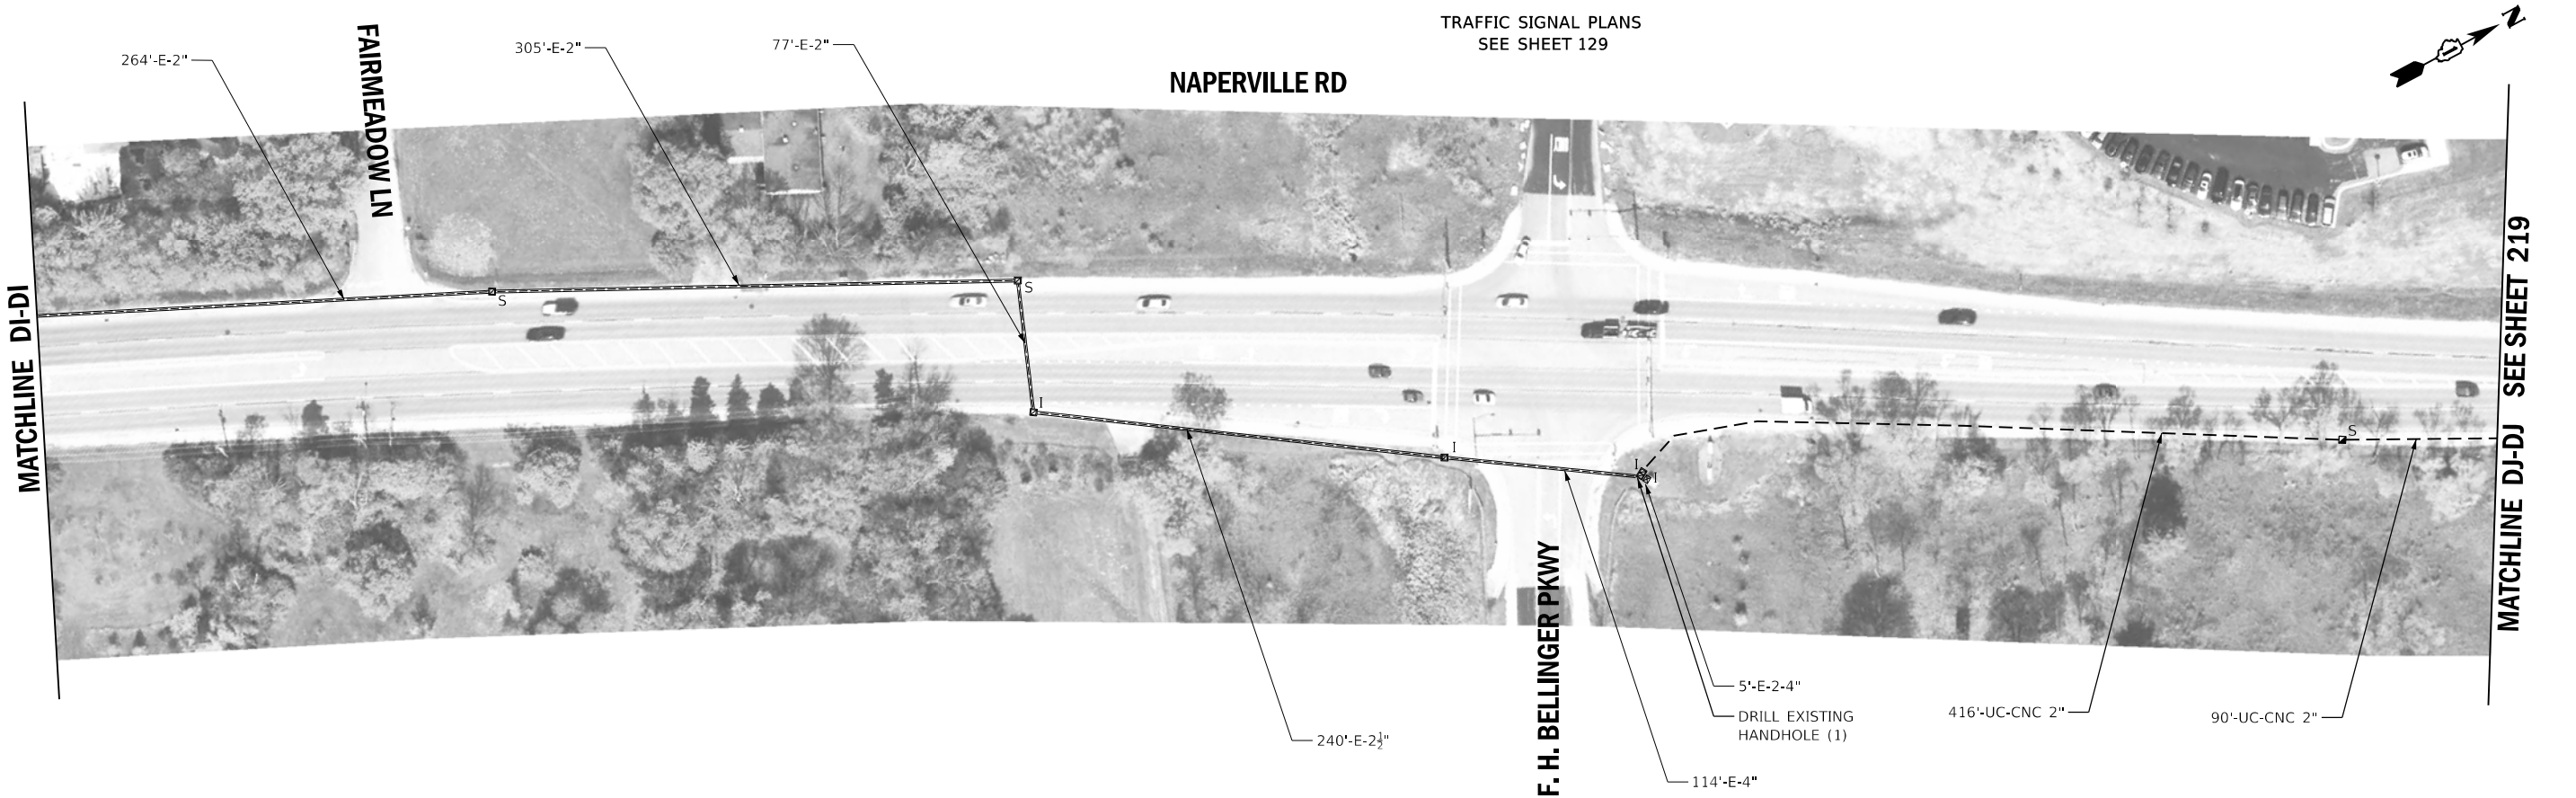 TRAFFIC SIGNAL PLANS
SEE SHEET 129
N
NAPERVILLE RD
264'-E-2"
FAIRMEADOW LN
305'-E-2"
77'-E-2"
MATCHLINE DI-DI
S
S
I
I
I
I
S
MATCHLINE DJ-DJ SEE SHEET 219
F. H. BELLINGER PKWY
240'-E-2½"
5'-E-2-4"
DRILL EXISTING
HANDHOLE (1)
114'-E-4"
416'-UC-CNC 2"
90'-UC-CNC 2"